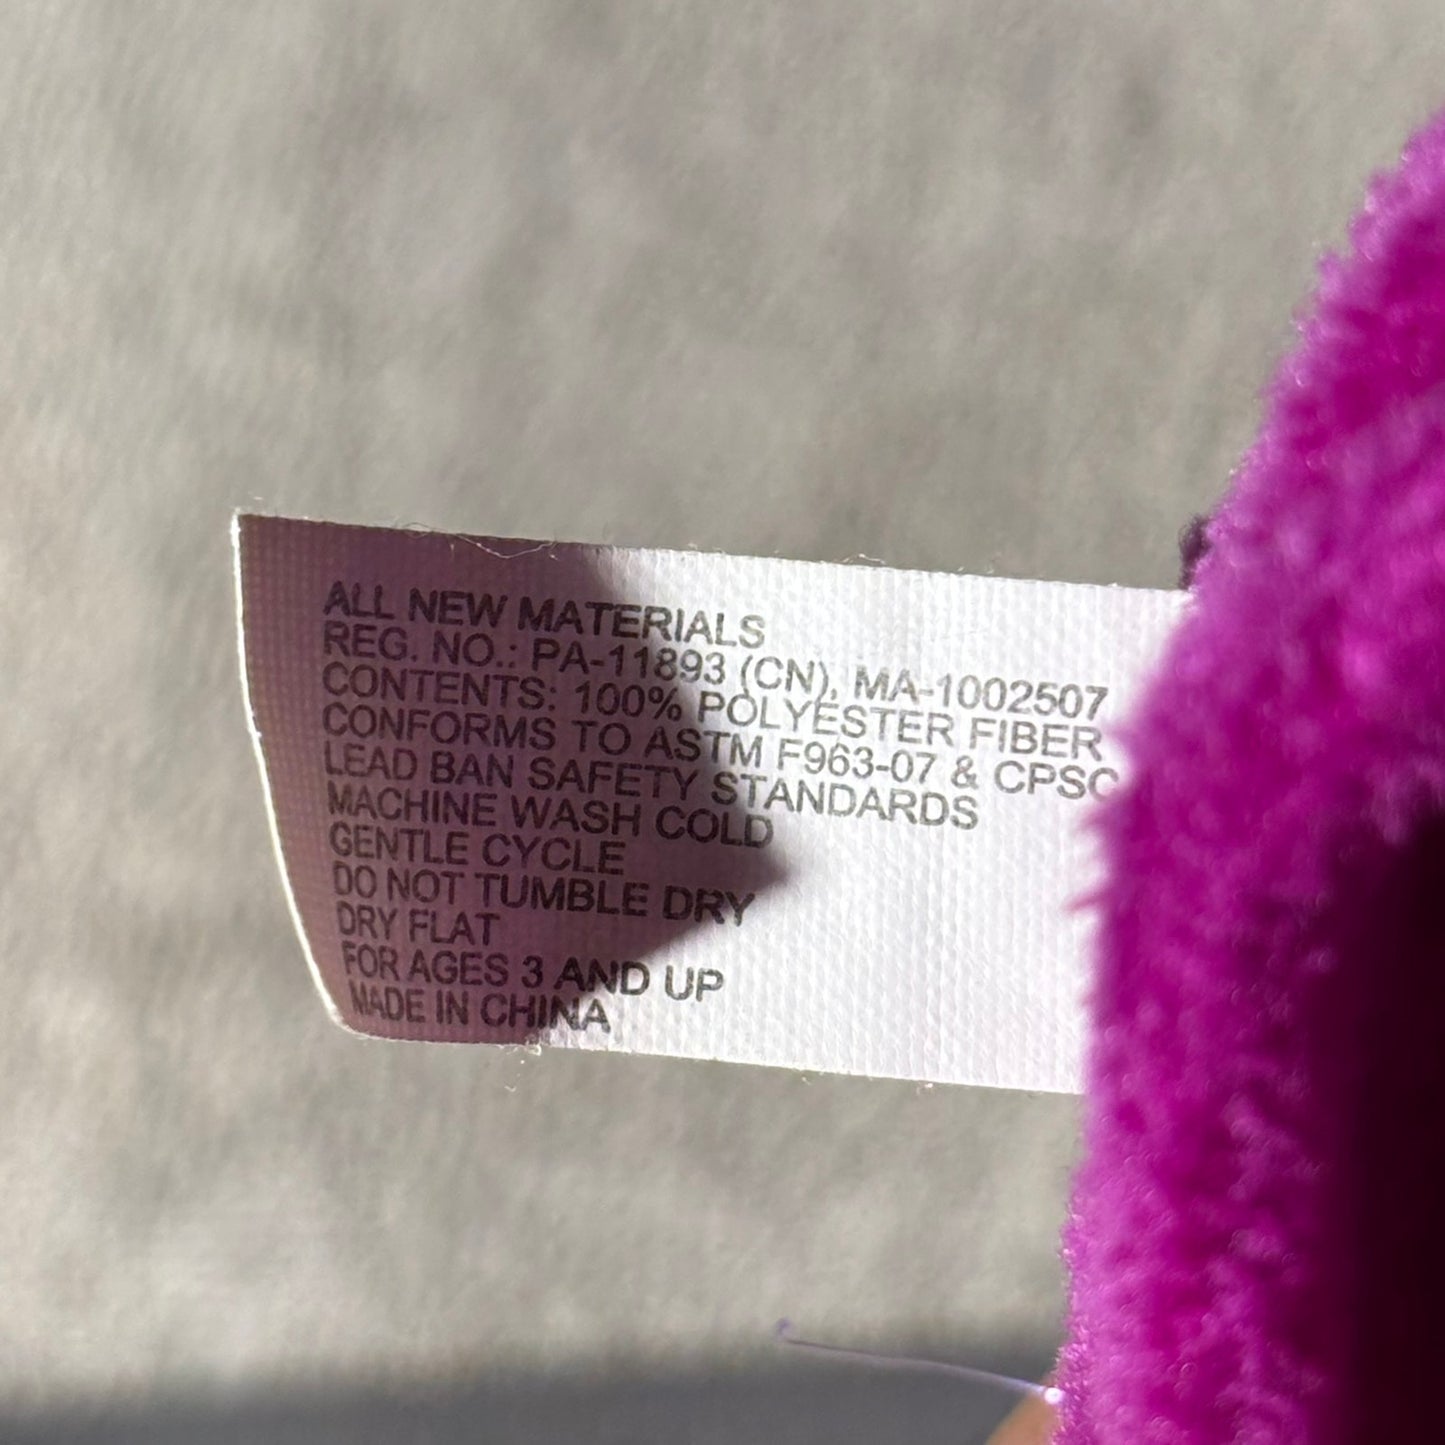 ALL NEW MATERIALS
REG. NO.: PA-11893 (CN), MA-1002507
CONTENTS: 100% POLYESTER FIBER
CONFORMS TO ASTM F963-07 & CPSC
LEAD BAN SAFETY STANDARDS
MACHINE WASH COLD
GENTLE CYCLE
DO NOT TUMBLE DRY
DRY FLAT
FOR AGES 3 AND UP
MADE IN CHINA